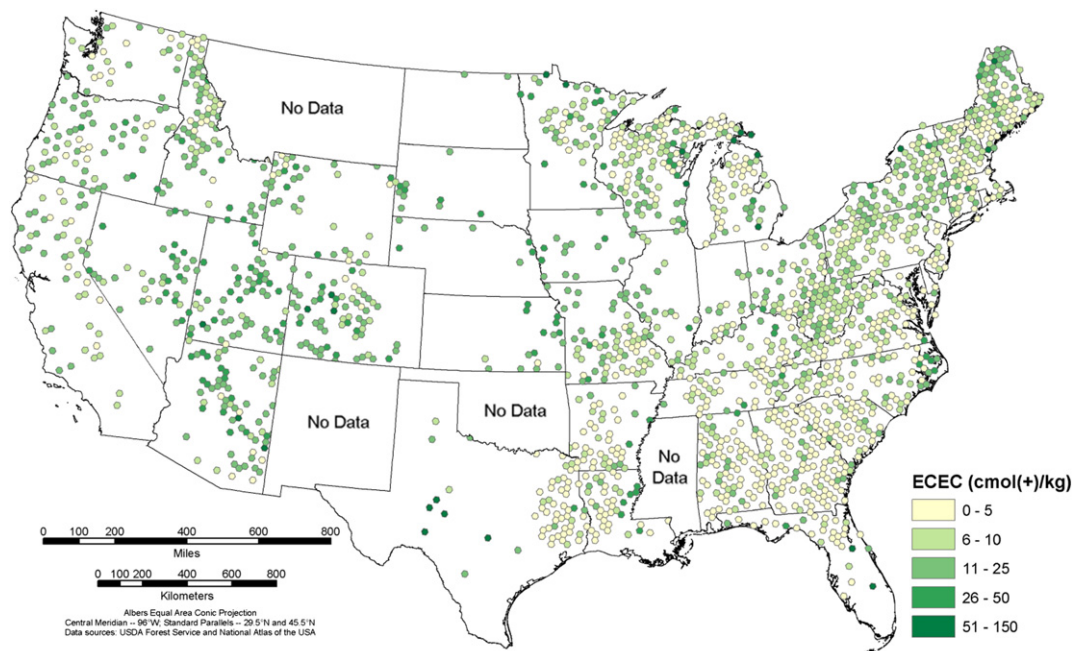 No Data
No Data
No Data
No
Data
ECEC (cmol(+)/kg)
0 - 5
6 - 10
11 - 25
26 - 50
51 - 150
0 100 200 400 600 800
Miles
0 100 200 400 600 800
Kilometers
Albers Equal Area Conic Projection
Central Meridian -- 96°W; Standard Parallels -- 29.5°N and 45.5°N
Data sources: USDA Forest Service and National Atlas of the USA